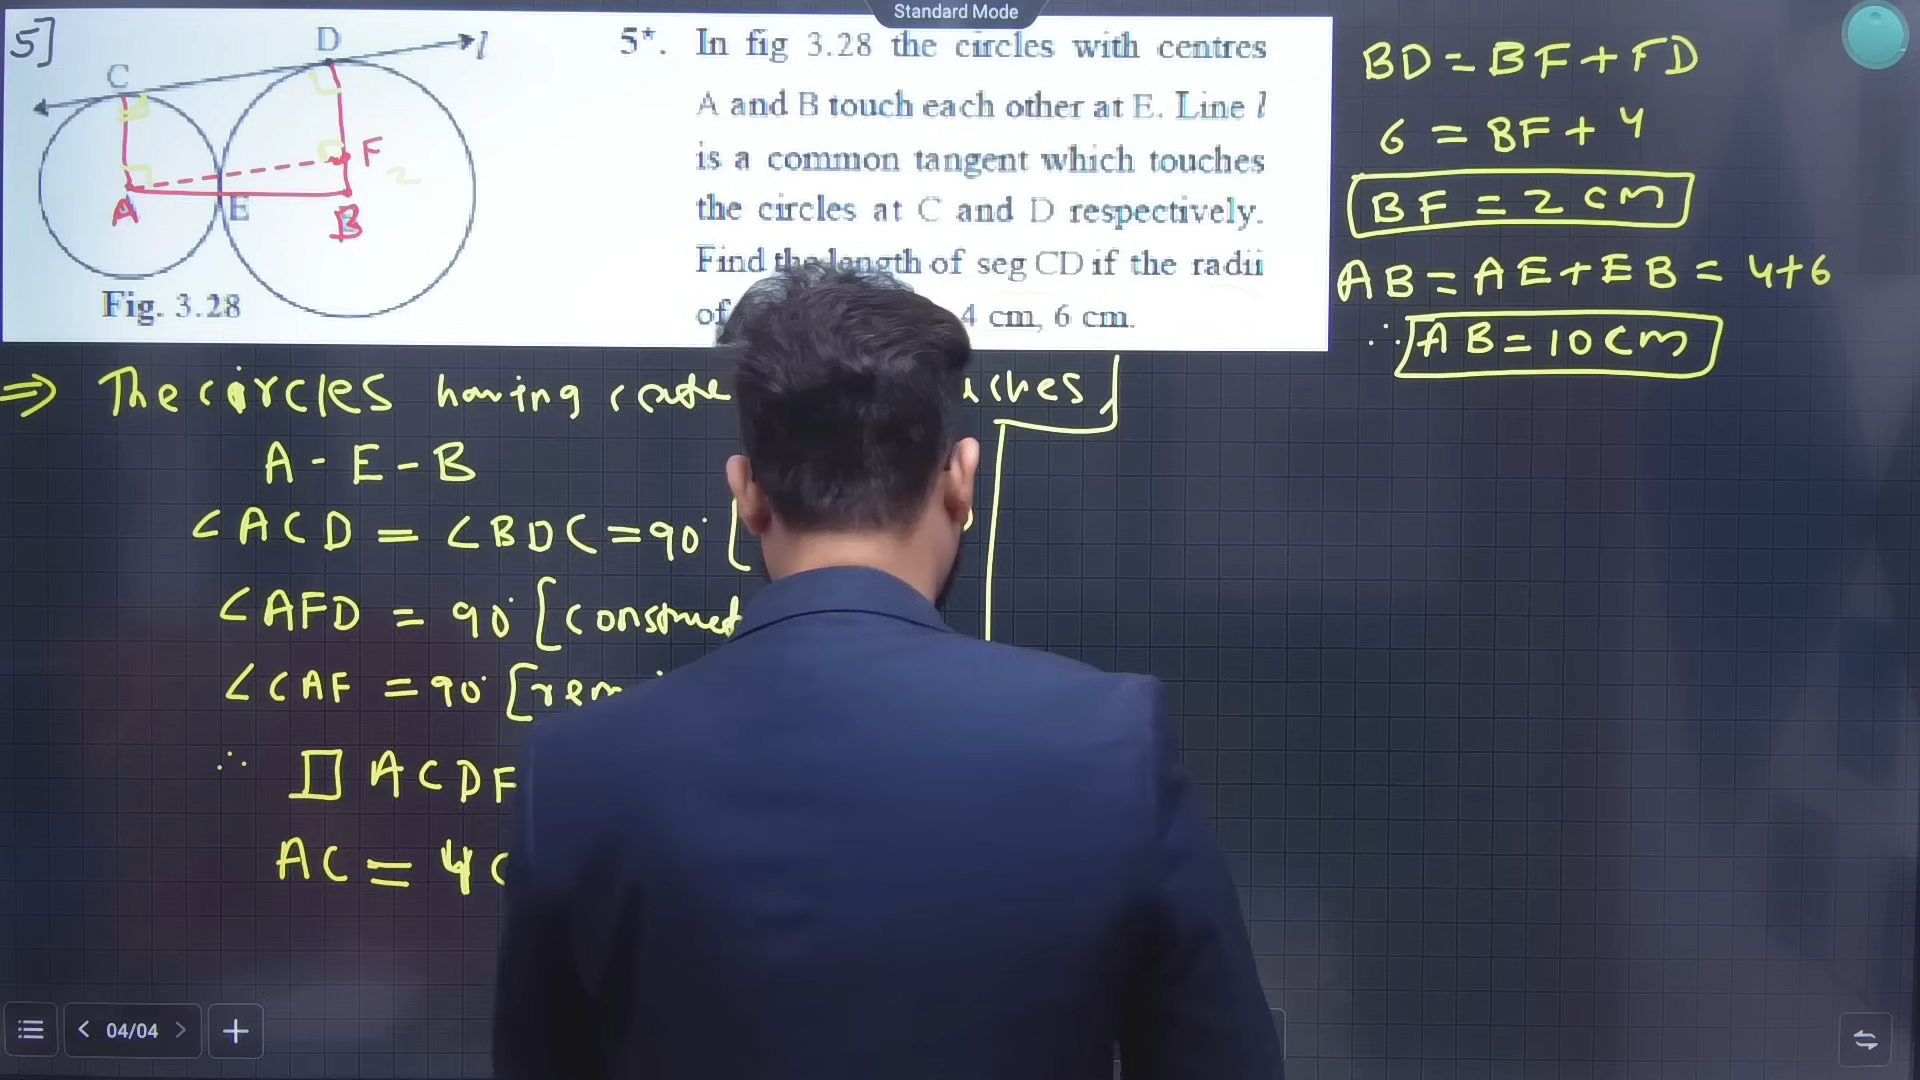 Standard Mode
5]
C
D
l
F
2
A
E
B
Fig. 3.28
5*. In fig 3.28 the circles with centres
A and B touch each other at E. Line l
is a common tangent which touches
the circles at C and D respectively.
Find the length of seg CD if the radii
of 4 cm, 6 cm.
⇒ The circles having
A - E - B
∠ACD = ∠BDC = 90° [
∠AFD = 90° [construct
∠CAF = 90° [rem
∴ □ ACDF
AC = 4c
BD = BF + FD
6 = BF + 4
BF = 2 cm
AB = AE + EB = 4+6
∴ AB = 10 cm
04/04